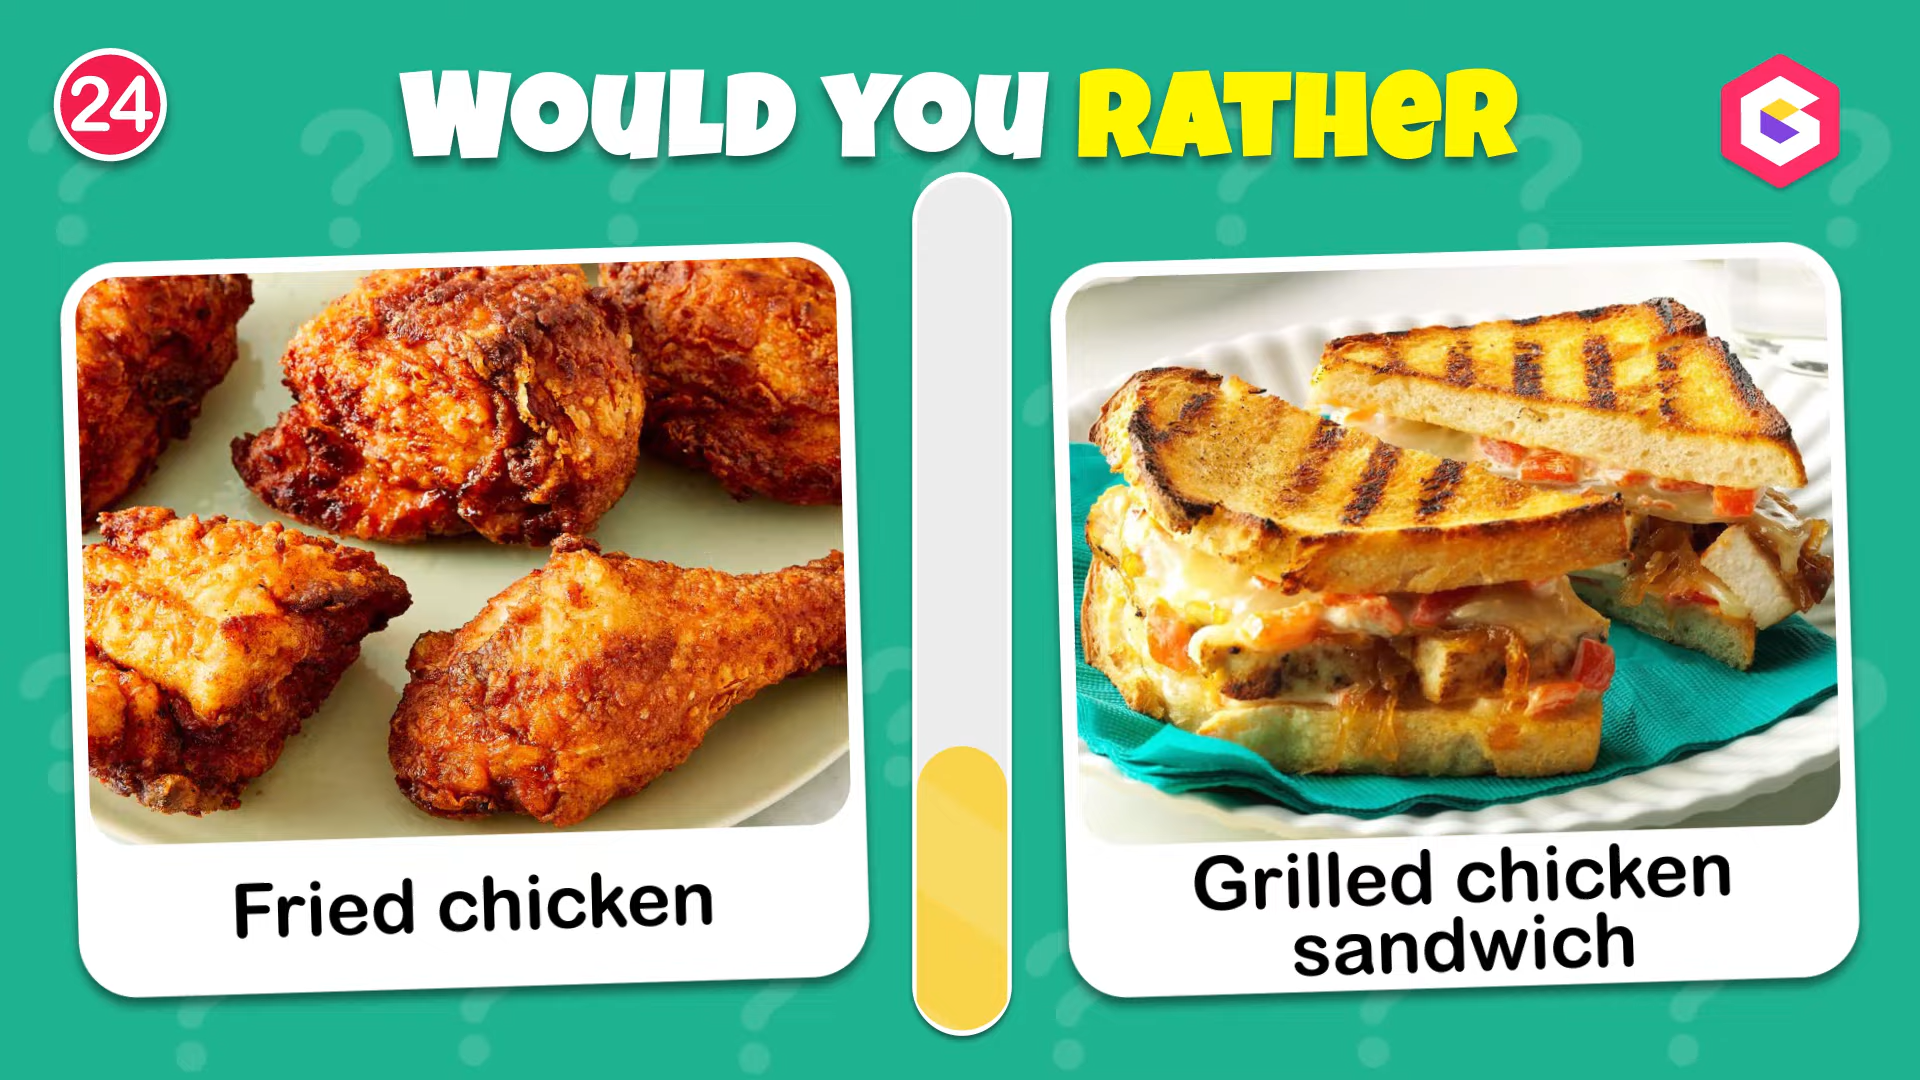 24
WOULD YOU RATHER
Fried chicken
Grilled chicken
sandwich